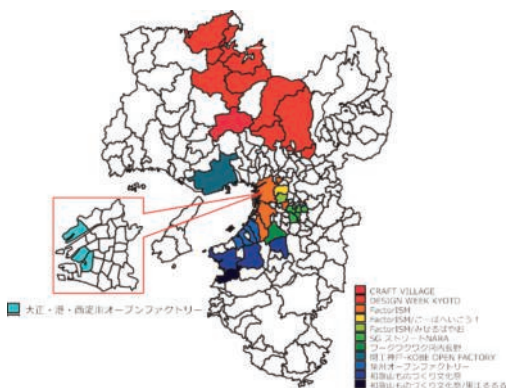 大正・港・西淀川オープンファクトリー
CRAFT VILLAGE
DESIGN WEEK KYOTO
FactorISM
FactorISM/こーばへいこう!
FactorISM/みせるばやお
SG ストリートNARA
ワークワク河内長野
開工神戸-KOBE OPEN FACTORY
泉州オープンファクトリー
和歌山ものづくり文化祭